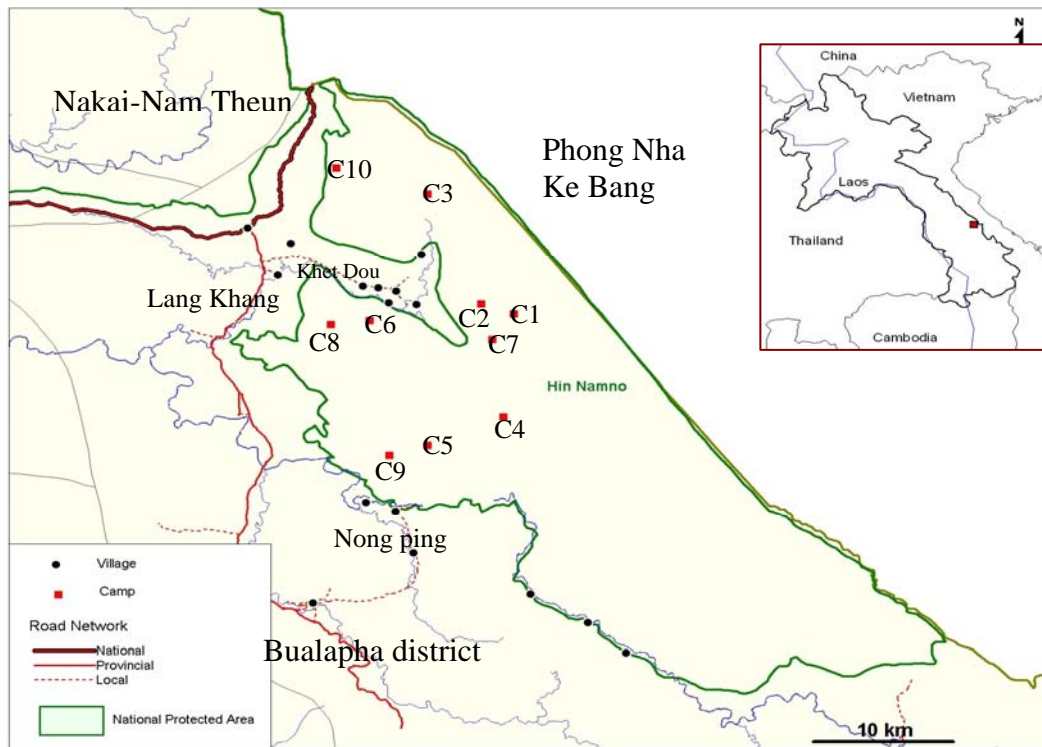 N
China
Vietnam
Laos
Thailand
Cambodia
Nakai-Nam Theun
Phong Nha
Ke Bang
C10
C3
Khet Dou
Lang Khang
C2
C1
C6
C8
C7
Hin Namno
C4
C5
C9
Nong ping
Bualapha district
Village
Camp
Road Network
National
Provincial
Local
National Protected Area
10 km